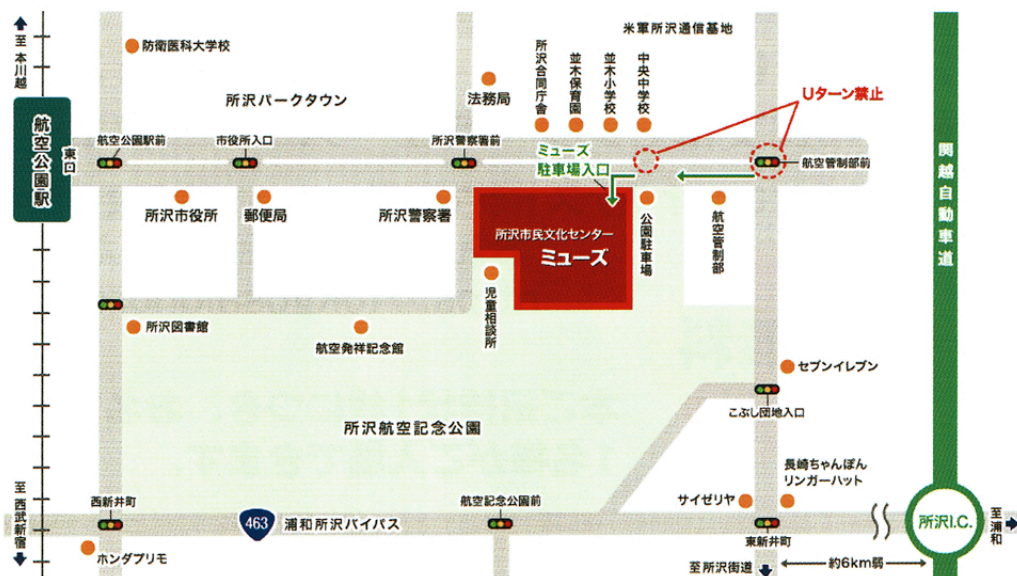 至本川越
防衛医科大学校
所沢パークタウン
法務局
所沢合同庁舎
並木保育園
並木小学校
中央中学校
米軍所沢通信基地
Uターン禁止
関越自動車道
航空公園駅
東口
航空公園駅前
市役所入口
所沢警察署前
ミューズ
駐車場入口
航空管制部前
所沢市役所
郵便局
所沢警察署
所沢市民文化センター
ミューズ
公園駐車場
航空管制部
児童相談所
所沢図書館
航空発祥記念館
セブンイレブン
こぶし団地入口
所沢航空記念公園
長崎ちゃんぽん
リンガーハット
サイゼリヤ
至西武新宿
西新井町
463
浦和所沢バイパス
航空記念公園前
東新井町
所沢I.C.
至浦和
ホンダプリモ
至所沢街道
約6km弱